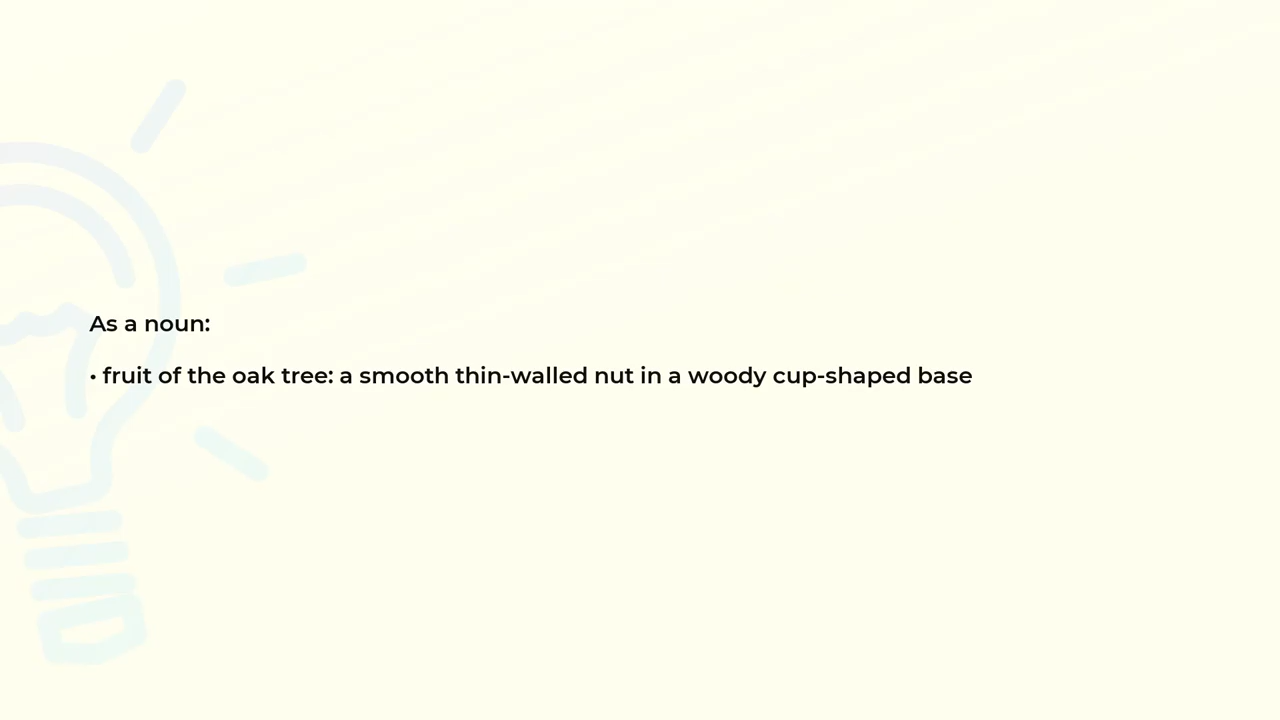 As a noun:
• fruit of the oak tree: a smooth thin-walled nut in a woody cup-shaped base